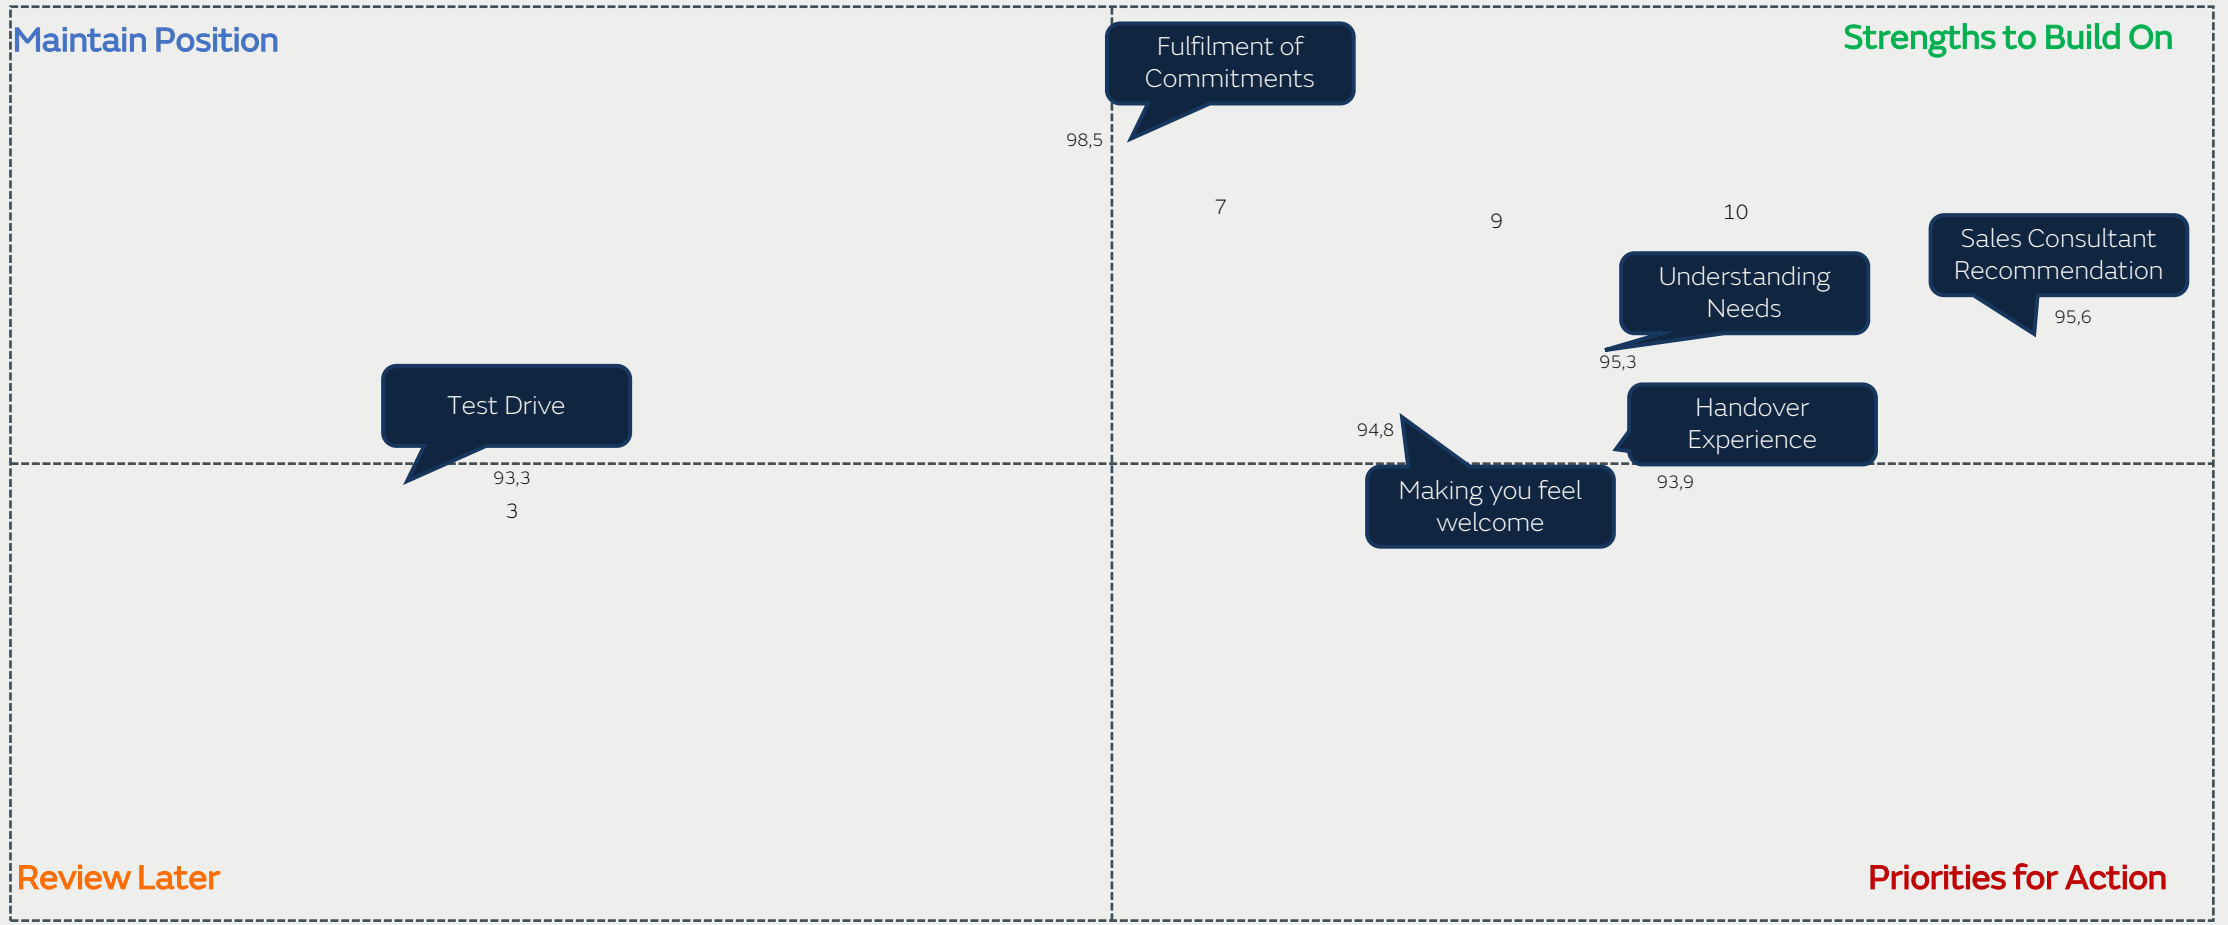 Maintain Position
Strengths to Build On
Fulfilment of
Commitments
98,5
7
9
10
Sales Consultant
Recommendation
95,6
Understanding
Needs
95,3
Test Drive
93,3
3
94,8
Handover
Experience
93,9
Making you feel
welcome
Review Later
Priorities for Action